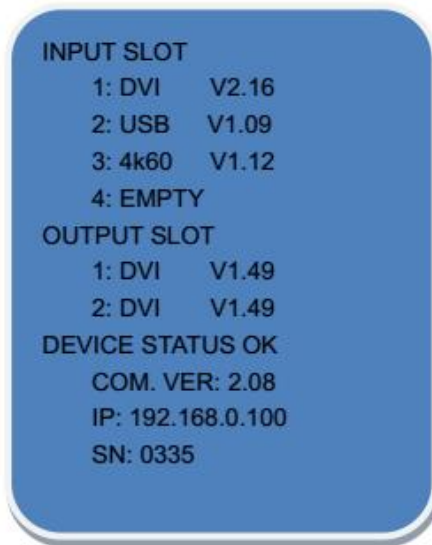 INPUT SLOT
1: DVI V2.16
2: USB V1.09
3: 4k60 V1.12
4: EMPTY
OUTPUT SLOT
1: DVI V1.49
2: DVI V1.49
DEVICE STATUS OK
COM. VER: 2.08
IP: 192.168.0.100
SN: 0335